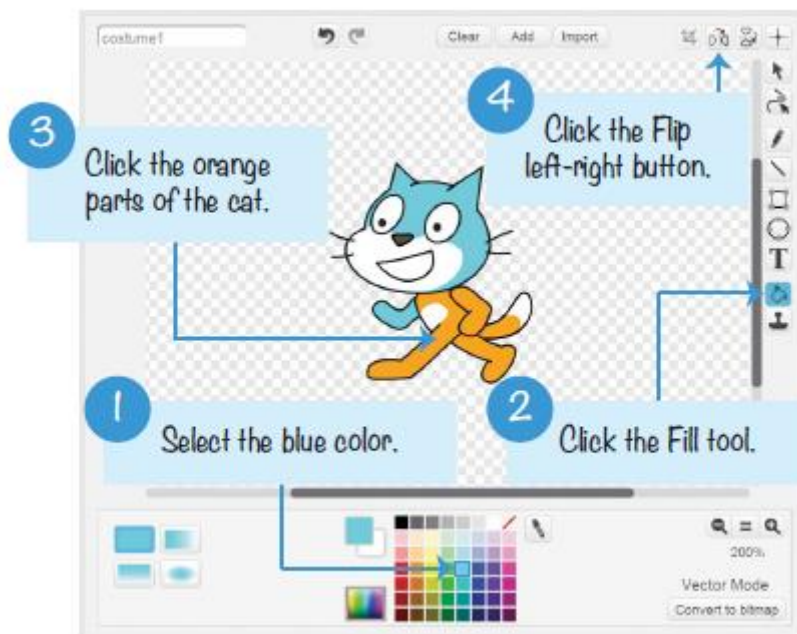 costume1
Clear
Add
Import
4
Click the Flip
left-right button.
3
Click the orange
parts of the cat.
T
1
Select the blue color.
2
Click the Fill tool.
200%
Vector Mode
Convert to bitmap